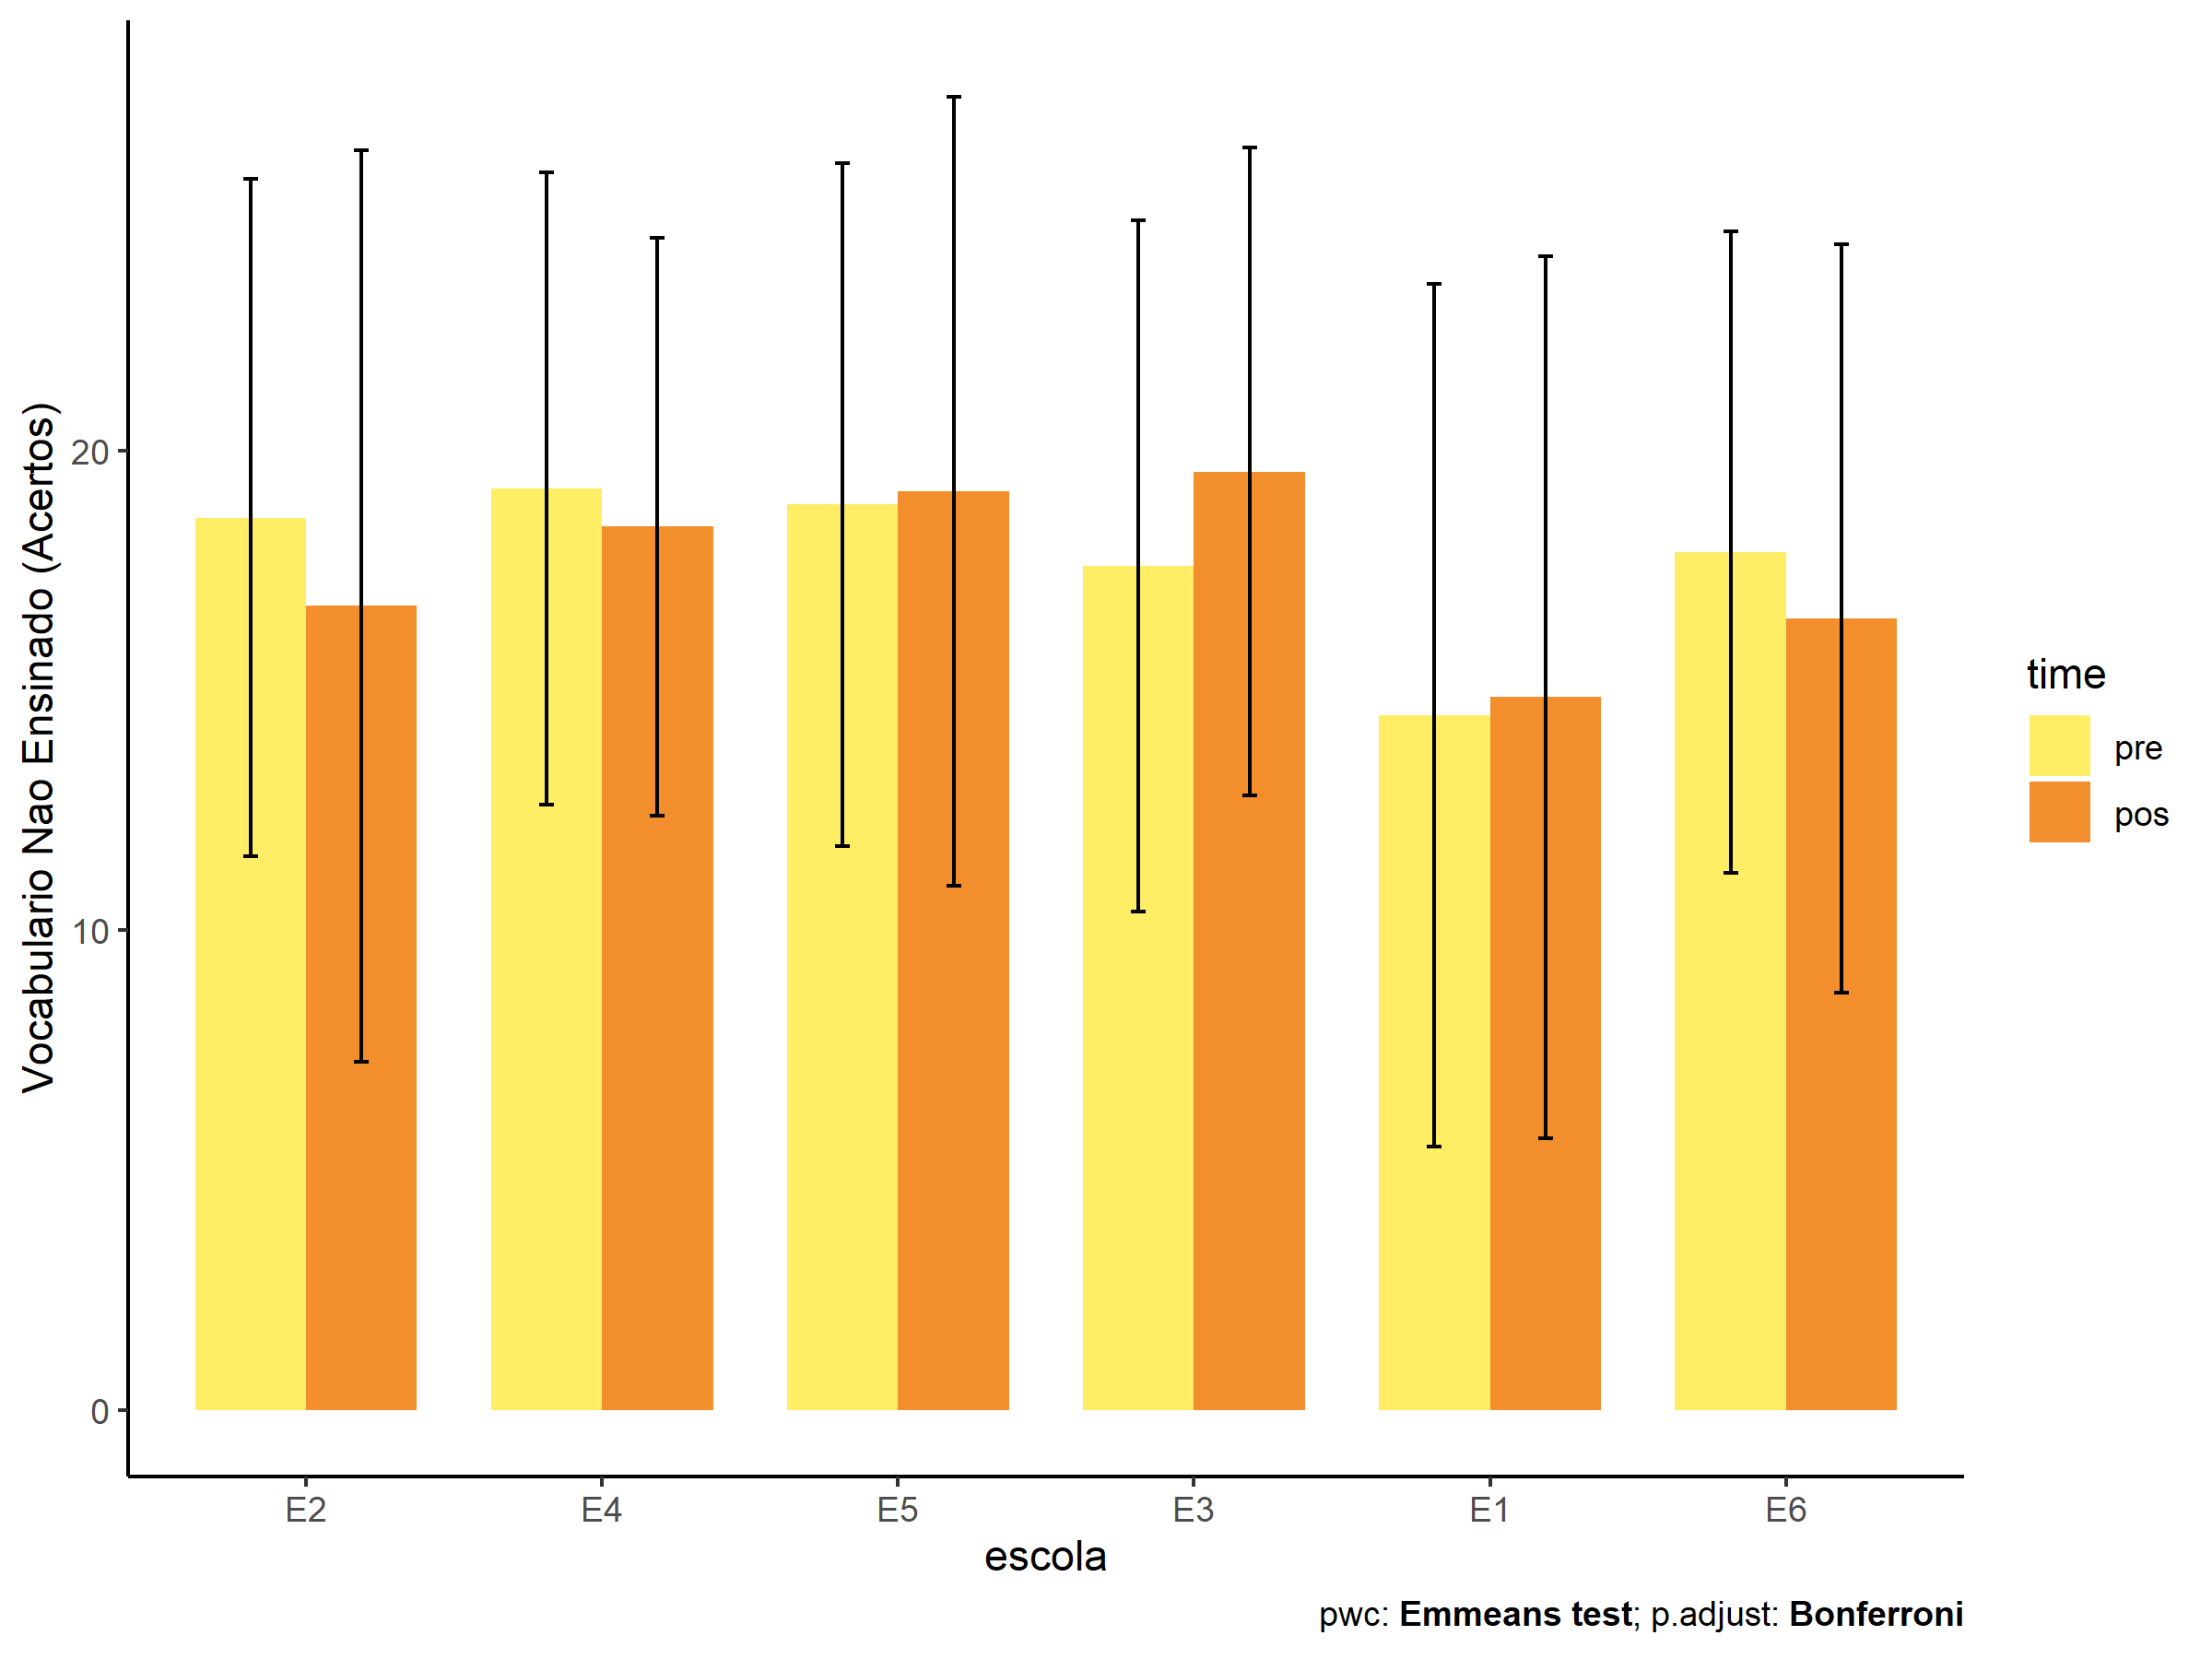 Vocabulario Nao Ensinado (Acertos)
20
10
0
E2 E4 E5 E3 E1 E6
escola
time
pre
pos
pwc: Emmeans test; p.adjust: Bonferroni